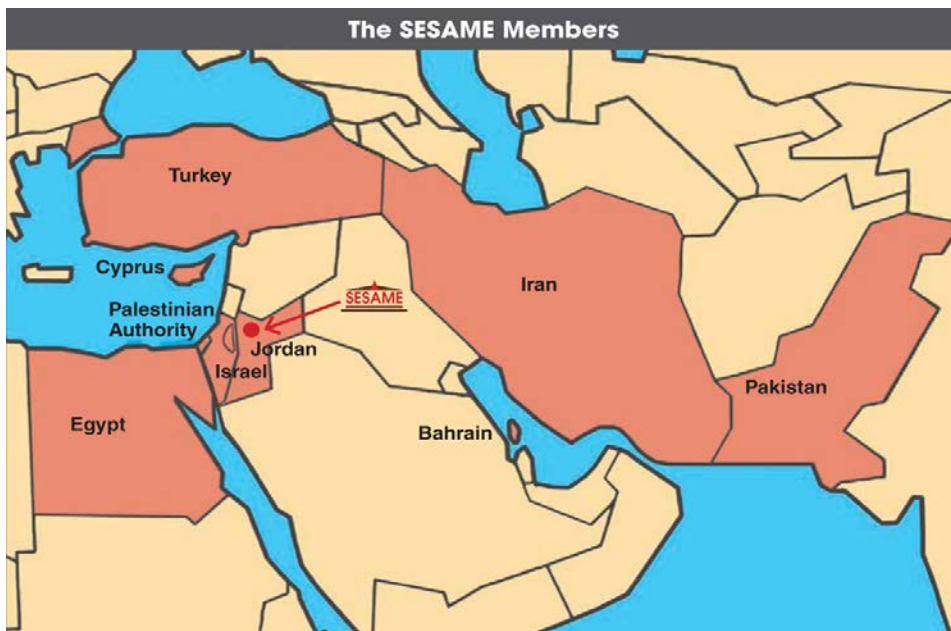 The SESAME Members
Turkey
Cyprus
Palestinian
Authority
SESAME
Iran
Jordan
Israel
Egypt
Bahrain
Pakistan